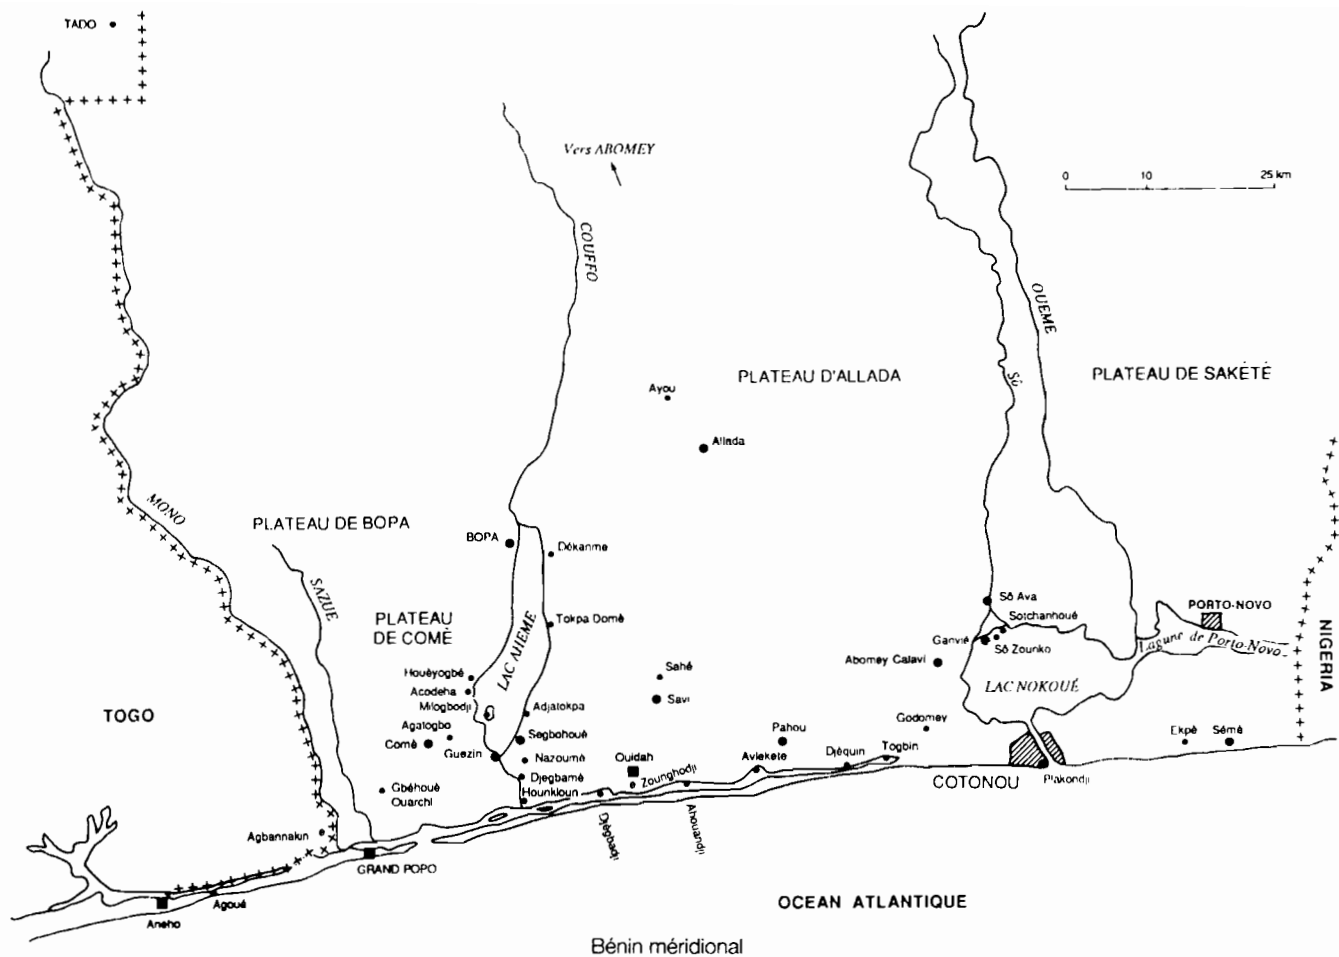 TADO
Vers ABOMEY
0 10 25 km
COUFFO
OUEME
Sô
PLATEAU D'ALLADA
PLATEAU DE SAKÉTÉ
Ayou
Allada
MONO
PLATEAU DE BOPA
BOPA
Dékanme
SAZUE
PLATEAU
DE COMÈ
LAC AHEME
Tokpa Domè
Sô Ava
Sotchanhoué
PORTO-NOVO
Ganvié
Sô Zounko
Lagune de Porto-Novo
NIGERIA
Abomey Calavi
LAC NOKOUÉ
Houèyogbé
Acodeha
Milogbodji
Sahé
Savi
TOGO
Adjatokpa
Agatogbo
Comè
Segbohoué
Guezin
Nazoumè
Godomey
Pahou
Ekpè
Sèmè
Ouidah
Zounghodji
Avlekete
Djèquin
Togbin
COTONOU
Plakondji
Gbéhoué
Ouarchi
Djegbamè
Hounkloun
Djègbadji
Ahouandji
Agbannakin
GRAND POPO
Agoué
Aneho
OCEAN ATLANTIQUE
Bénin méridional